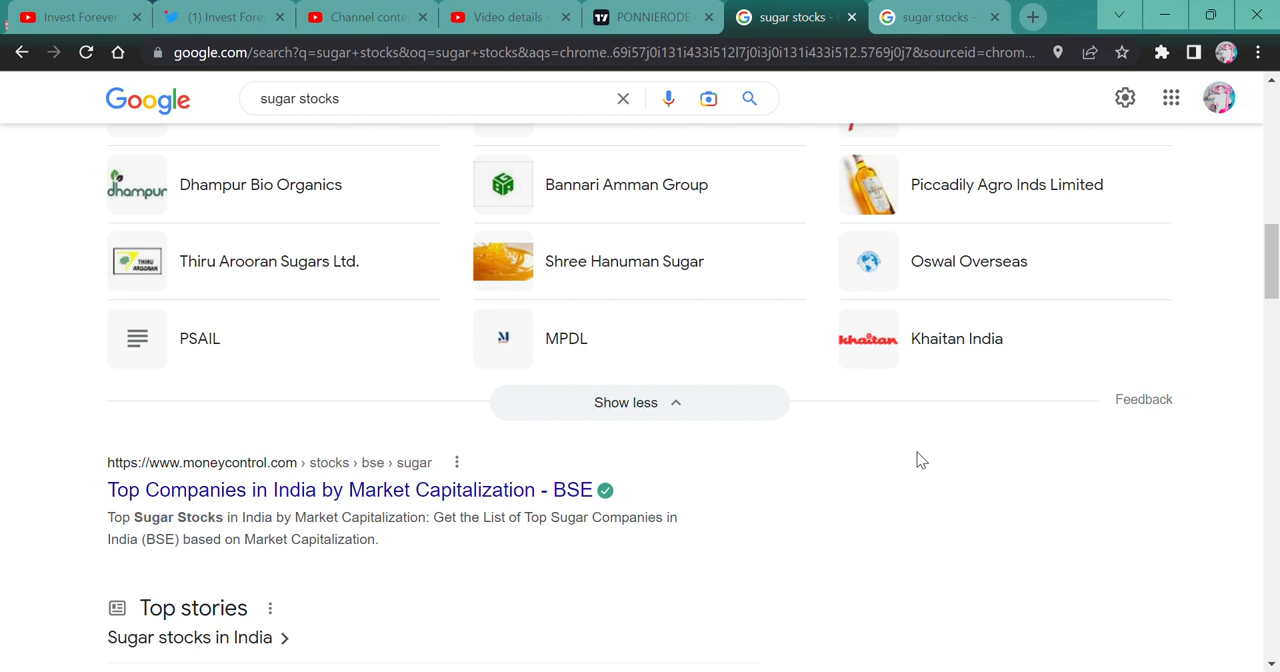 Invest Forever
(1) Invest Fore
Channel conte
Video details -
PONNIERODE
sugar stocks -
sugar stocks -
google.com/search?q=sugar+stocks&oq=sugar+stocks&aqs=chrome..69i57j0i131i433i512l7j0i3j0i131i433i512.5769j0j7&sourceid=chrom...
Google
sugar stocks
dhampur
Dhampur Bio Organics
Bannari Amman Group
Piccadily Agro Inds Limited
THIRU
AROORAN
Thiru Arooran Sugars Ltd.
Shree Hanuman Sugar
Oswal Overseas
PSAIL
M
MPDL
khaitan
Khaitan India
Show less
Feedback
https://www.moneycontrol.com › stocks › bse › sugar
Top Companies in India by Market Capitalization - BSE
Top Sugar Stocks in India by Market Capitalization: Get the List of Top Sugar Companies in
India (BSE) based on Market Capitalization.
Top stories
Sugar stocks in India